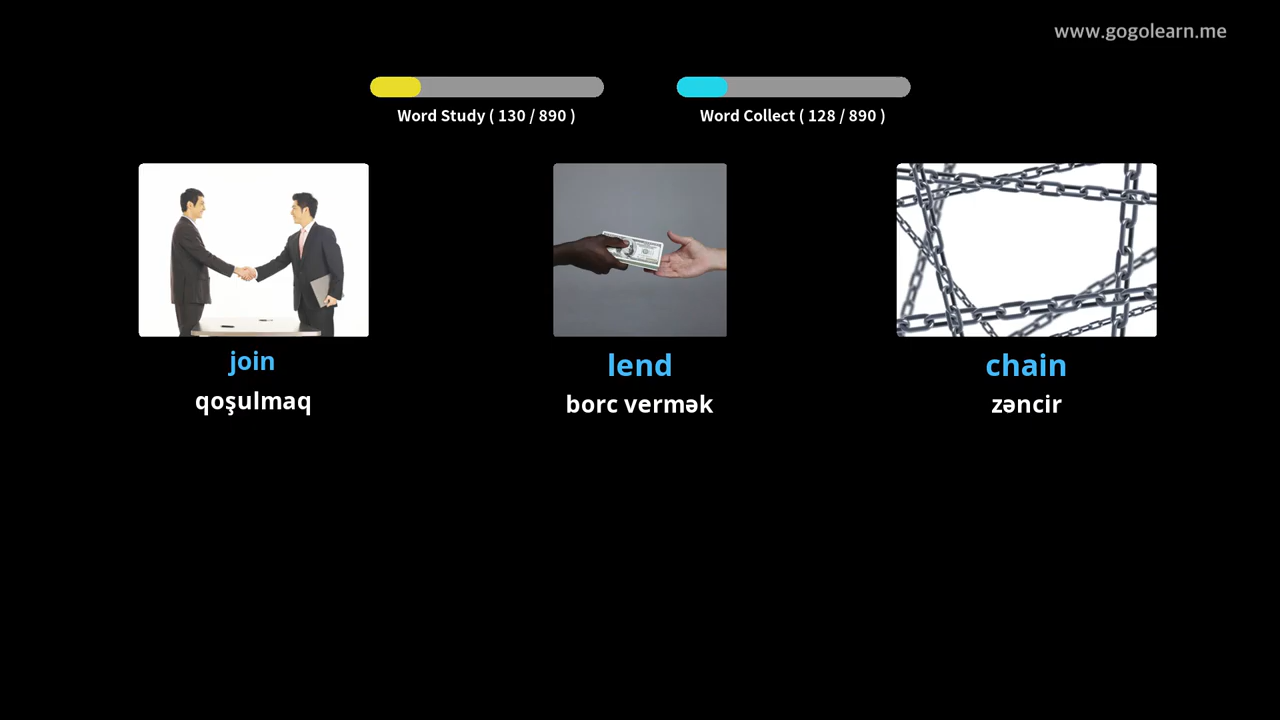 www.gogolearn.me
Word Study ( 130 / 890 )
Word Collect ( 128 / 890 )
join
lend
chain
qoşulmaq
borc vermək
zəncir